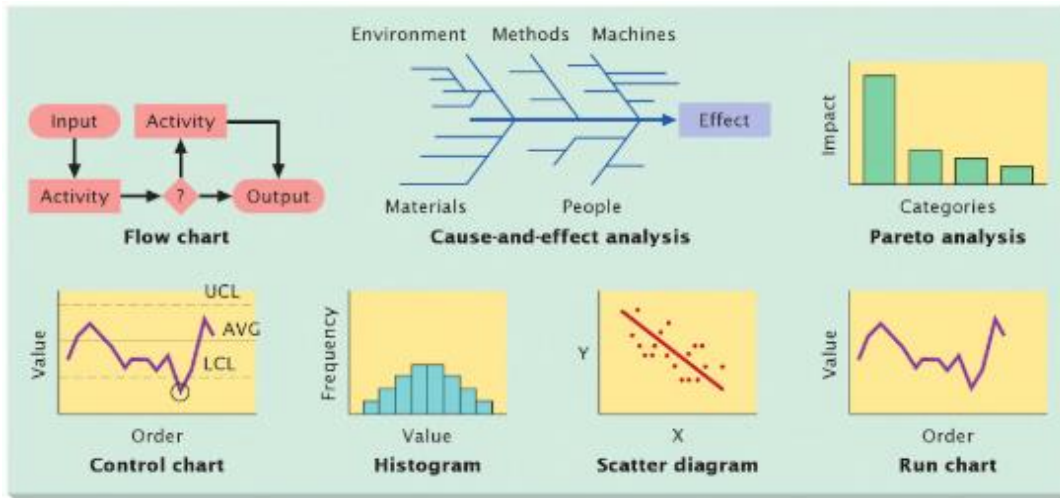 Environment Methods Machines
Input Activity
Activity ? Output
Flow chart
Effect
Materials People
Cause-and-effect analysis
Impact
Categories
Pareto analysis
Value
UCL
AVG
LCL
Order
Control chart
Frequency
Value
Histogram
Y
X
Scatter diagram
Value
Order
Run chart